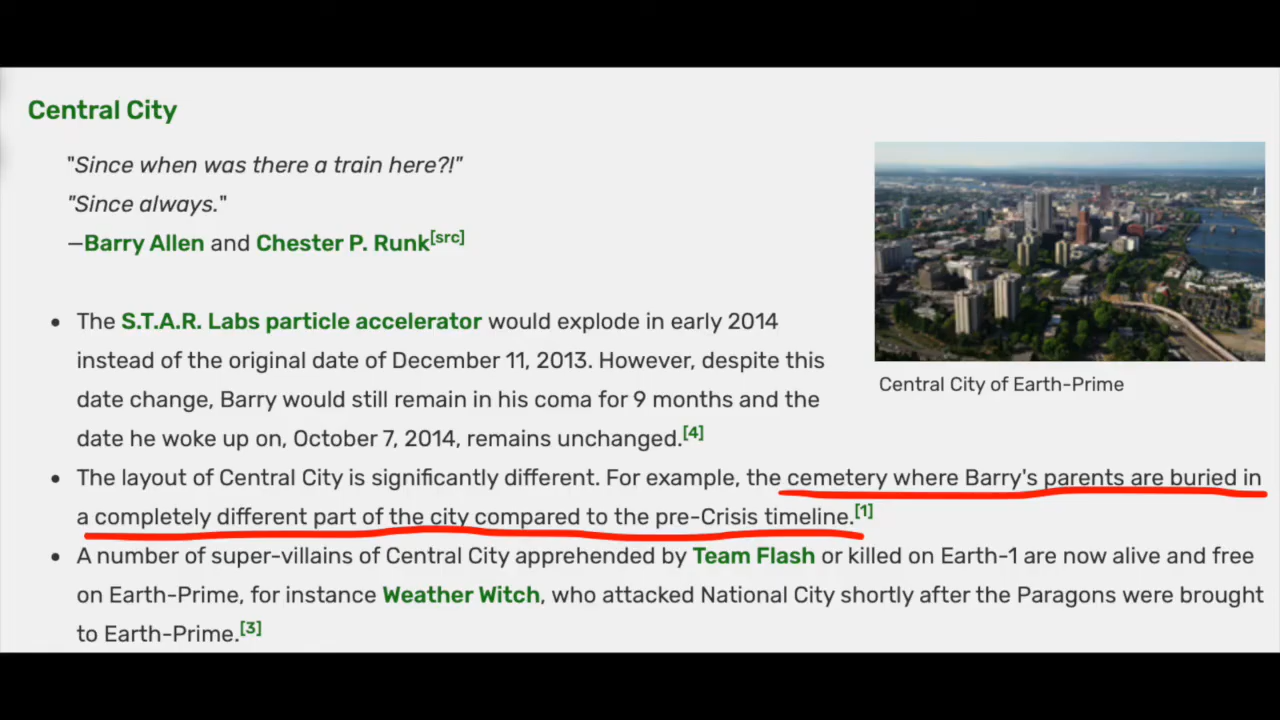 Central City
"Since when was there a train here?!"
"Since always."
—Barry Allen and Chester P. Runk[src]
The S.T.A.R. Labs particle accelerator would explode in early 2014
instead of the original date of December 11, 2013. However, despite this
date change, Barry would still remain in his coma for 9 months and the
date he woke up on, October 7, 2014, remains unchanged.[4]
Central City of Earth-Prime
The layout of Central City is significantly different. For example, the cemetery where Barry's parents are buried in
a completely different part of the city compared to the pre-Crisis timeline.[1]
A number of super-villains of Central City apprehended by Team Flash or killed on Earth-1 are now alive and free
on Earth-Prime, for instance Weather Witch, who attacked National City shortly after the Paragons were brought
to Earth-Prime.[3]